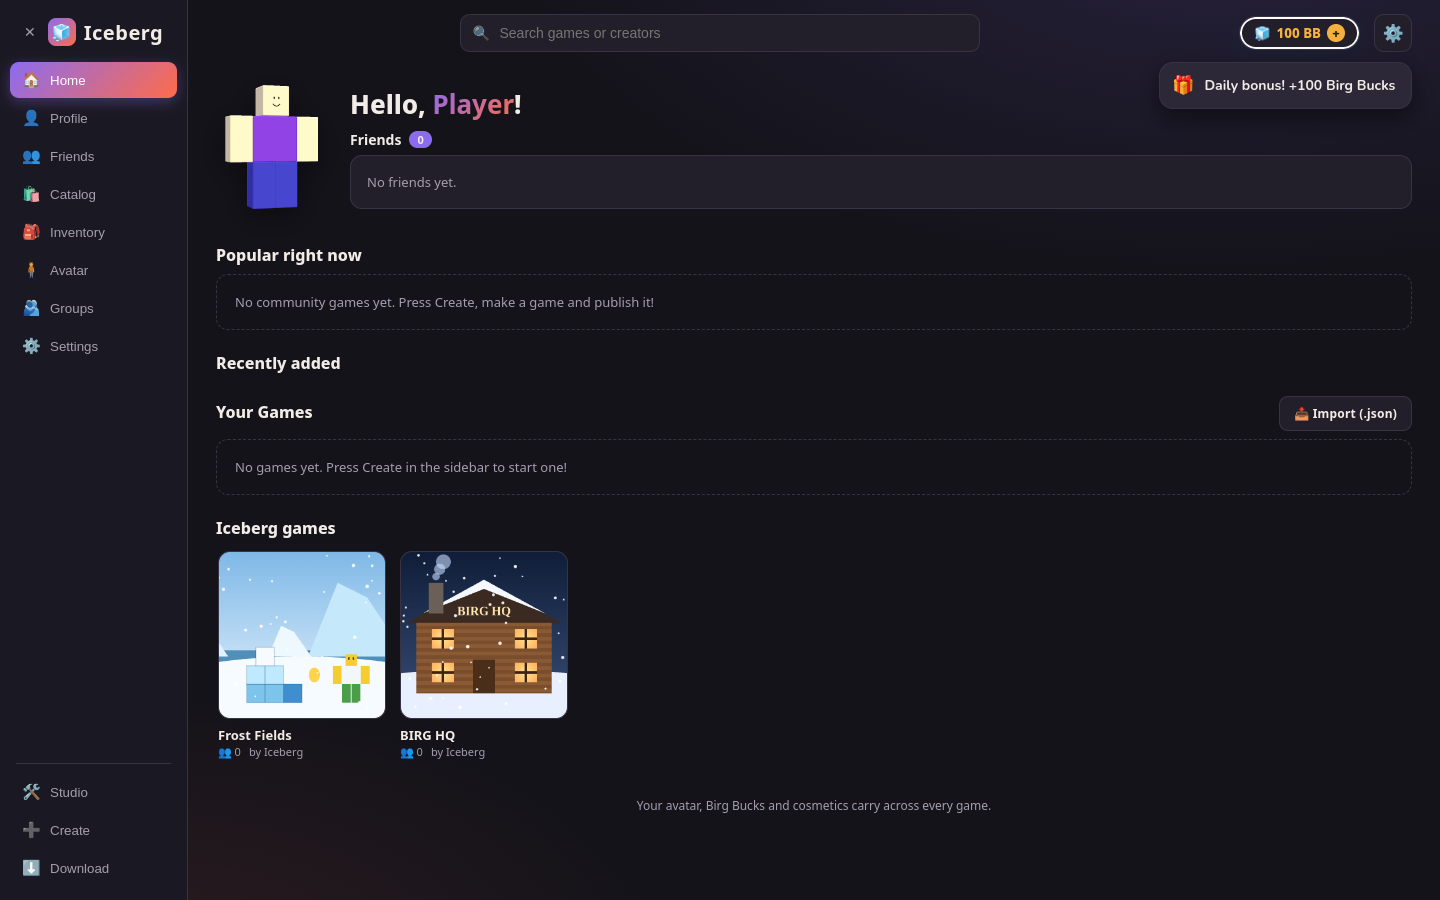 ✕ Iceberg
Home
Profile
Friends
Catalog
Inventory
Avatar
Groups
Settings
Studio
Create
Download
Search games or creators
100 BB +
Daily bonus! +100 Birg Bucks
Hello, Player!
Friends 0
No friends yet.
Popular right now
No community games yet. Press Create, make a game and publish it!
Recently added
Your Games
Import (.json)
No games yet. Press Create in the sidebar to start one!
Iceberg games
BIRG HQ
Frost Fields
0 by Iceberg
BIRG HQ
0 by Iceberg
Your avatar, Birg Bucks and cosmetics carry across every game.